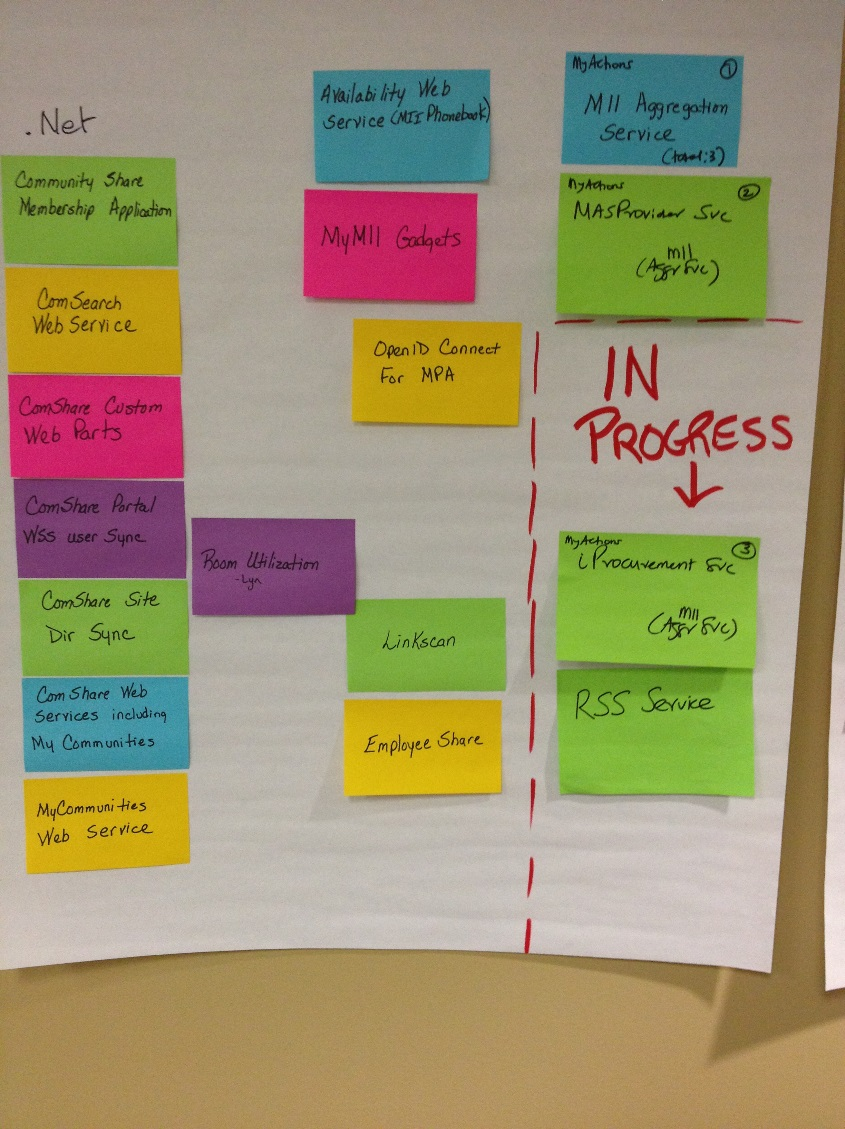 .Net
Community Share
Membership Application
ComSearch
Web Service
ComShare Custom
Web Parts
ComShare Portal
WSS user Sync
ComShare Site
Dir Sync
ComShare Web
Services including
My Communities
MyCommunities
Web Service
Room Utilization
-Lyn
Availability Web
Service (MII Phonebook)
MyMII Gadgets
OpenID Connect
For MPA
Linkscan
Employee Share
MyActions 1
MII Aggregation
Service
(total:3)
MyActions 2
MASProvider Svc
MII
(Aggr Svc)
IN
PROGRESS
MyActions 3
iProcurement Svc
MII
(Aggr Svc)
RSS Service